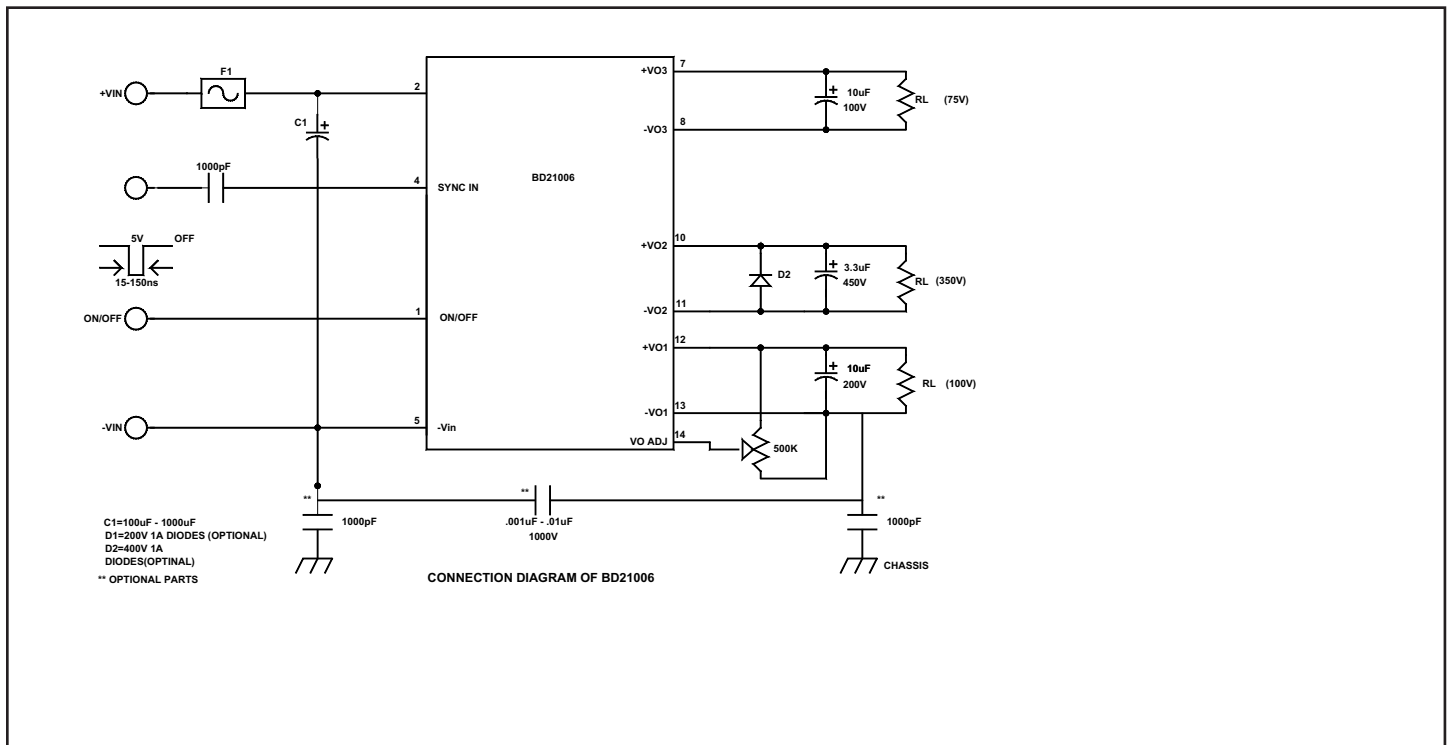 F1
+VIN
2
C1
+
1000pF
4
SYNC IN
BD21006
5V
OFF
15-150ns
ON/OFF
1
ON/OFF
-VIN
5
-Vin
+VO3
7
+
10uF
100V
RL (75V)
-VO3
8
+VO2
10
D2
+
3.3uF
450V
RL (350V)
-VO2
11
+VO1
12
+
10uF
200V
RL (100V)
-VO1
13
VO ADJ
14
500K
**
1000pF
**
.001uF - .01uF
1000V
**
1000pF
CHASSIS
C1=100uF - 1000uF
D1=200V 1A DIODES (OPTIONAL)
D2=400V 1A
DIODES(OPTINAL)
** OPTIONAL PARTS
CONNECTION DIAGRAM OF BD21006